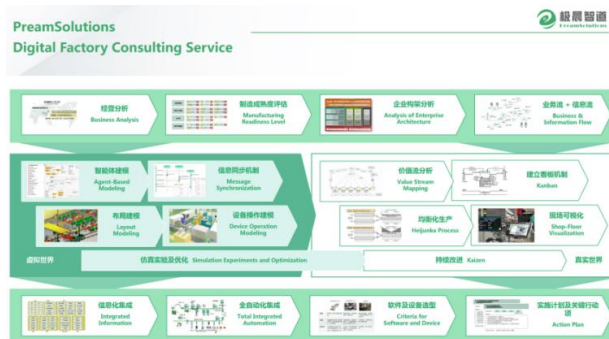 PreamSolutions
Digital Factory Consulting Service
极晨智道
PreamSolutions
经营分析
Business Analysis
制造成熟度评估
Manufacturing
Readiness Level
企业构架分析
Analysis of Enterprise
Architecture
业务流 + 信息流
Business &
Information Flow
智能体建模
Agent-Based
Modeling
信息同步机制
Message
Synchronization
价值流分析
Value Stream
Mapping
建立看板机制
Kanban
布局建模
Layout
Modeling
设备操作建模
Device Operation
Modeling
均衡化生产
Heijunka Process
现场可视化
Shop-Floor
Visualization
虚拟世界
仿真实验及优化 Simulation Experiments and Optimization
持续改进 Kaizen
真实世界
信息化集成
Integrated
Information
全自动化集成
Total Integrated
Automation
软件及设备选型
Criteria for
Software and Device
实施计划及关键行动
项
Action Plan